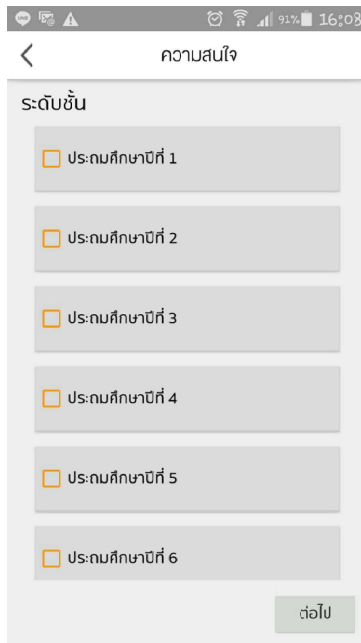 91% 16:08
ความสนใจ
ระดับชั้น
ประถมศึกษาปีที่ 1
ประถมศึกษาปีที่ 2
ประถมศึกษาปีที่ 3
ประถมศึกษาปีที่ 4
ประถมศึกษาปีที่ 5
ประถมศึกษาปีที่ 6
ต่อไป